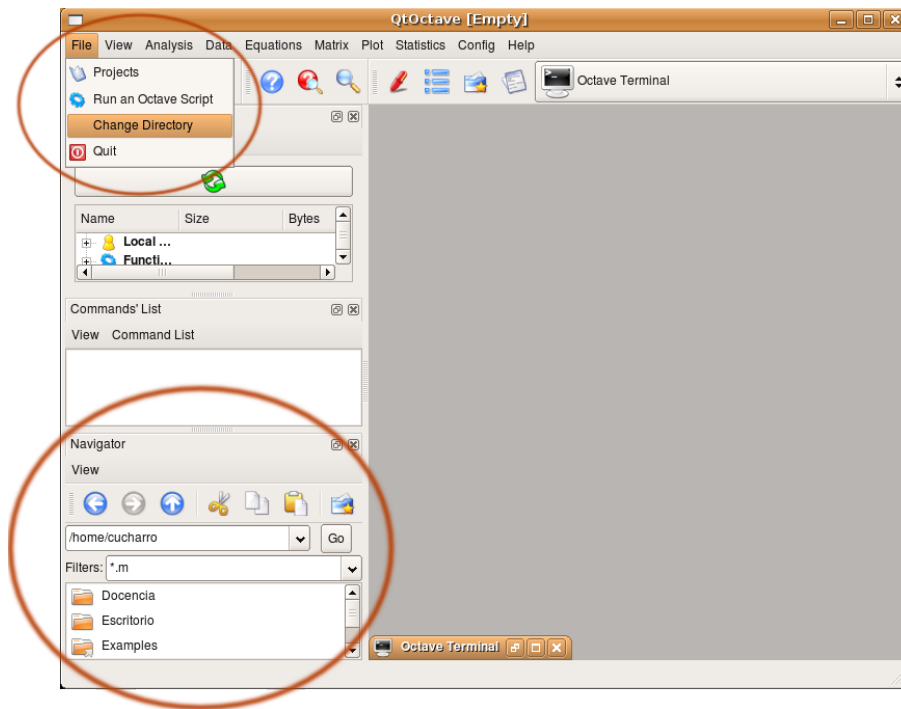 QtOctave [Empty]
File View Analysis Data Equations Matrix Plot Statistics Config Help
Projects
Run an Octave Script
Change Directory
Quit
Octave Terminal
Name Size Bytes
Local ...
Functi...
Commands' List
View Command List
Navigator
View
/home/cucharro Go
Filters: *.m
Docencia
Escritorio
Examples
Octave Terminal